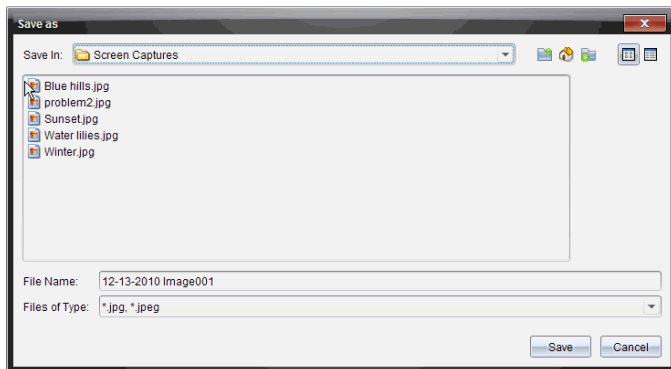 Save as
Save In: Screen Captures
Blue hills.jpg
problem2.jpg
Sunset.jpg
Water lilies.jpg
Winter.jpg
File Name: 12-13-2010 Image001
Files of Type: *.jpg, *.jpeg
Save Cancel